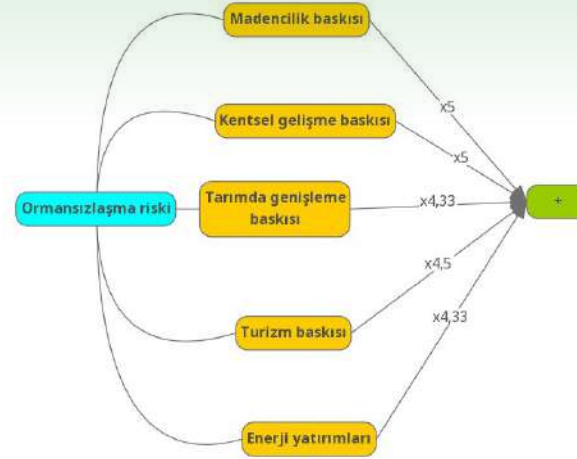 Madencilik baskısı
x5
Kentsel gelişme baskısı
x5
Ormansızlaşma riski
Tarımda genişleme
baskısı
x4,33
+
x4,5
Turizm baskısı
x4,33
Enerji yatırımları